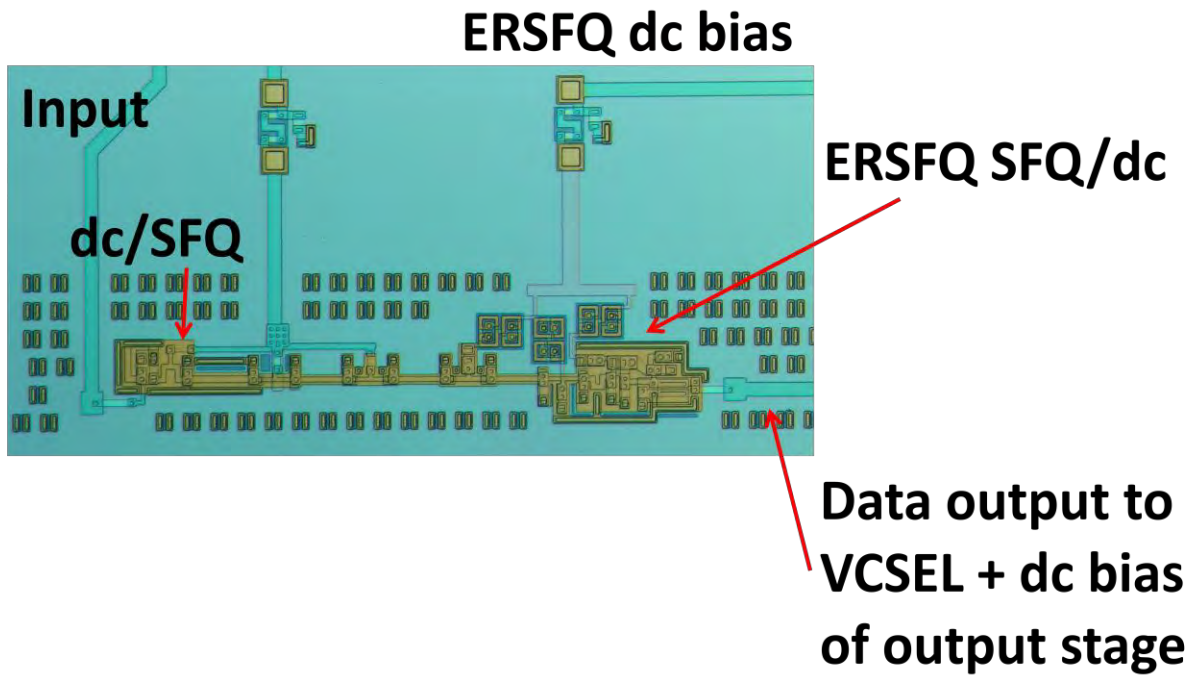 ERSFQ dc bias
Input
ERSFQ SFQ/dc
dc/SFQ
Data output to
VCSEL + dc bias
of output stage